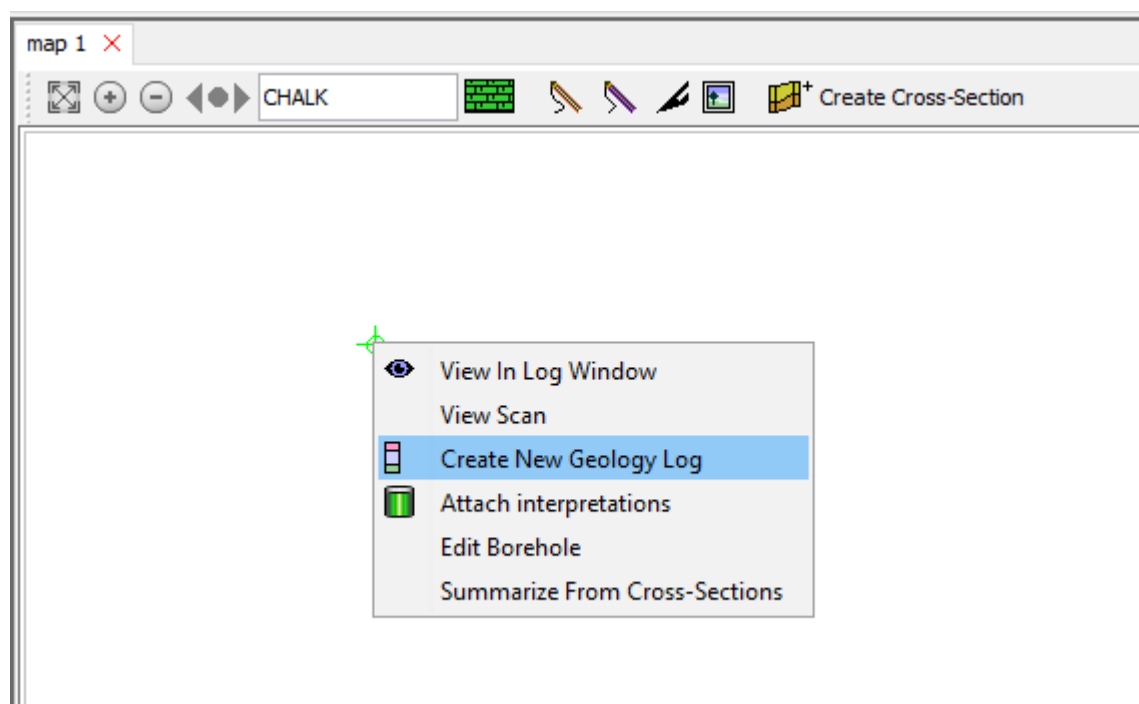 map 1
CHALK
Create Cross-Section
View In Log Window
View Scan
Create New Geology Log
Attach interpretations
Edit Borehole
Summarize From Cross-Sections